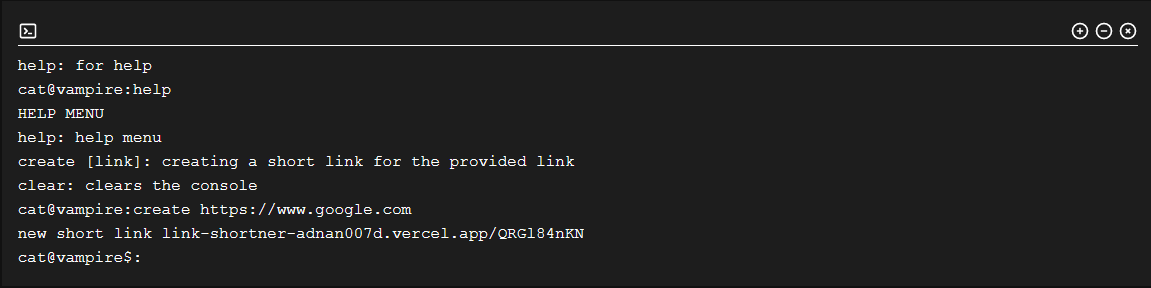 help: for help
cat@vampire:help
HELP MENU
help: help menu
create [link]: creating a short link for the provided link
clear: clears the console
cat@vampire:create https://www.google.com
new short link link-shortner-adnan007d.vercel.app/QRGl84nKN
cat@vampire$: